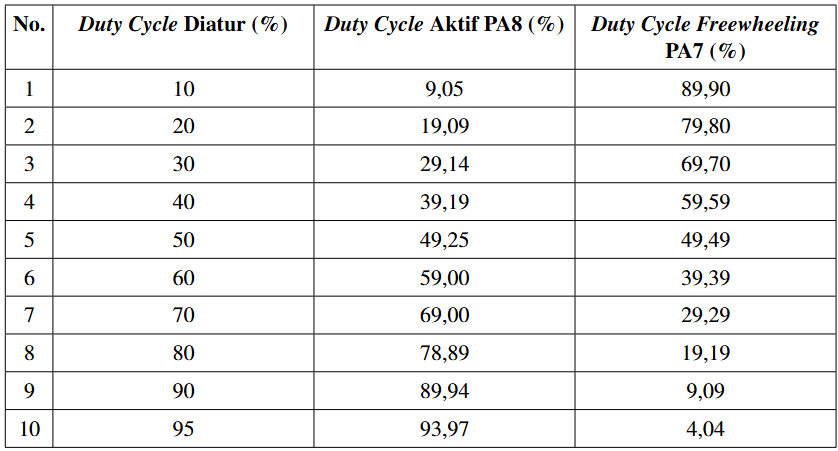 No. Duty Cycle Diatur (%) Duty Cycle Aktif PA8 (%) Duty Cycle Freewheeling
PA7 (%)
1 10 9,05 89,90
2 20 19,09 79,80
3 30 29,14 69,70
4 40 39,19 59,59
5 50 49,25 49,49
6 60 59,00 39,39
7 70 69,00 29,29
8 80 78,89 19,19
9 90 89,94 9,09
10 95 93,97 4,04